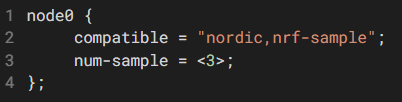 1 node0 {
2     compatible = "nordic,nrf-sample";
3     num-sample = <3>;
4 };